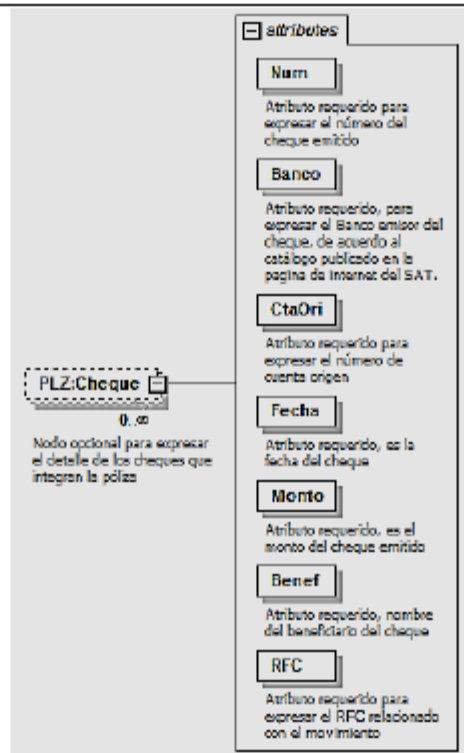 attributes
Num
Atributo requerido para
expresar el número del
cheque emitido
Banco
Atributo requerido, para
expresar el Banco emisor del
cheque, de acuerdo al
catálogo publicado en la
pagina de internet del SAT.
CtaOri
Atributo requerido para
expresar el número de
cuenta origen
PLZ:Cheque
0..∞
Nodo opcional para expresar
el detalle de los cheques que
integran la póliza
Fecha
Atributo requerido, es la
fecha del cheque
Monto
Atributo requerido, es el
monto del cheque emitido
Benef
Atributo requerido, nombre
del beneficiario del cheque
RFC
Atributo requerido para
expresar el RFC relacionado
con el movimiento